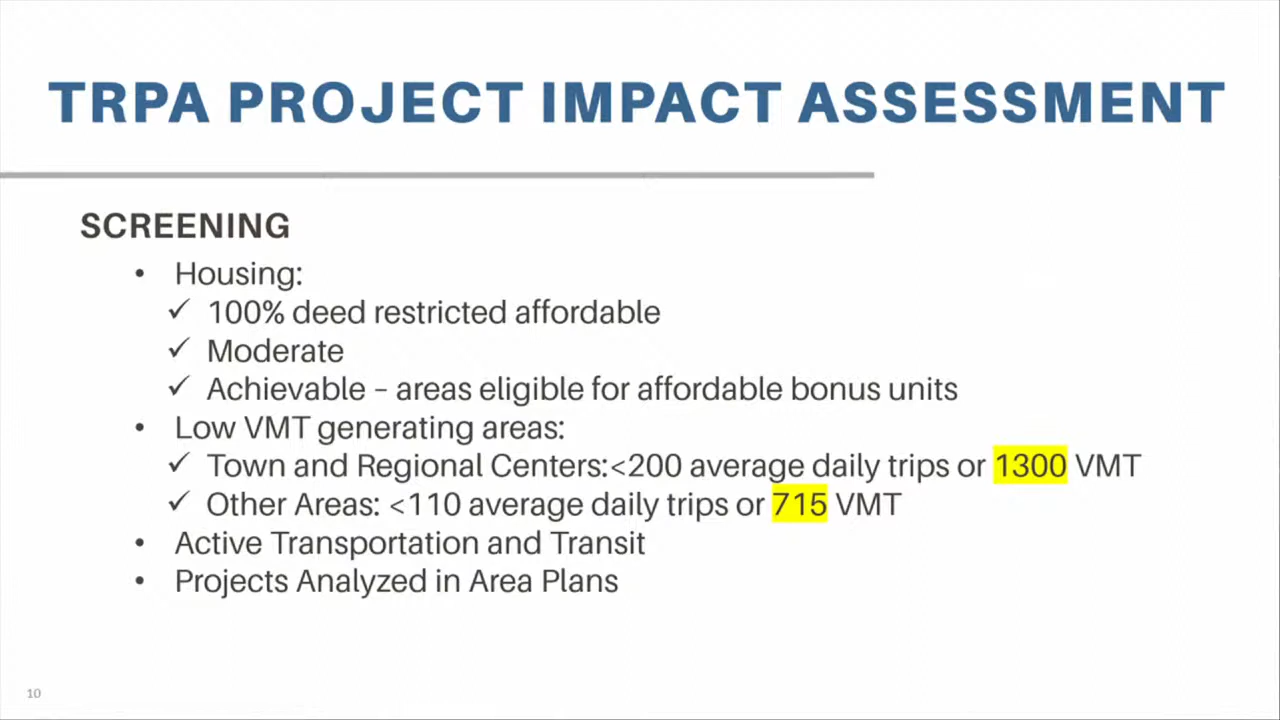 TRPA PROJECT IMPACT ASSESSMENT
SCREENING
• Housing:
✓ 100% deed restricted affordable
✓ Moderate
✓ Achievable – areas eligible for affordable bonus units
• Low VMT generating areas:
✓ Town and Regional Centers:<200 average daily trips or 1300 VMT
✓ Other Areas: <110 average daily trips or 715 VMT
• Active Transportation and Transit
• Projects Analyzed in Area Plans
10